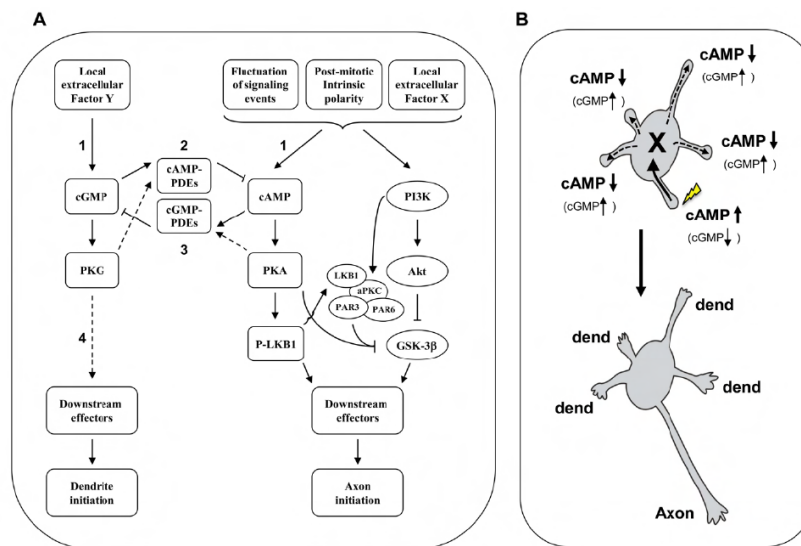 A
Local
extracellular
Factor Y
Fluctuation
of signaling
events
Post-mitotic
Intrinsic
polarity
Local
extracellular
Factor X
1
2
1
cAMP-
PDEs
cGMP
cGMP-
PDEs
cAMP
PI3K
3
PKG
PKA
Akt
LKB1
aPKC
PAR3
PAR6
4
P-LKB1
GSK-3β
Downstream
effectors
Downstream
effectors
Dendrite
initiation
Axon
initiation
B
cAMP↓
(cGMP↑)
cAMP↓
(cGMP↑)
X
cAMP↓
(cGMP↑)
cAMP↓
(cGMP↑)
cAMP↑
(cGMP↓)
dend
dend
dend
dend
Axon